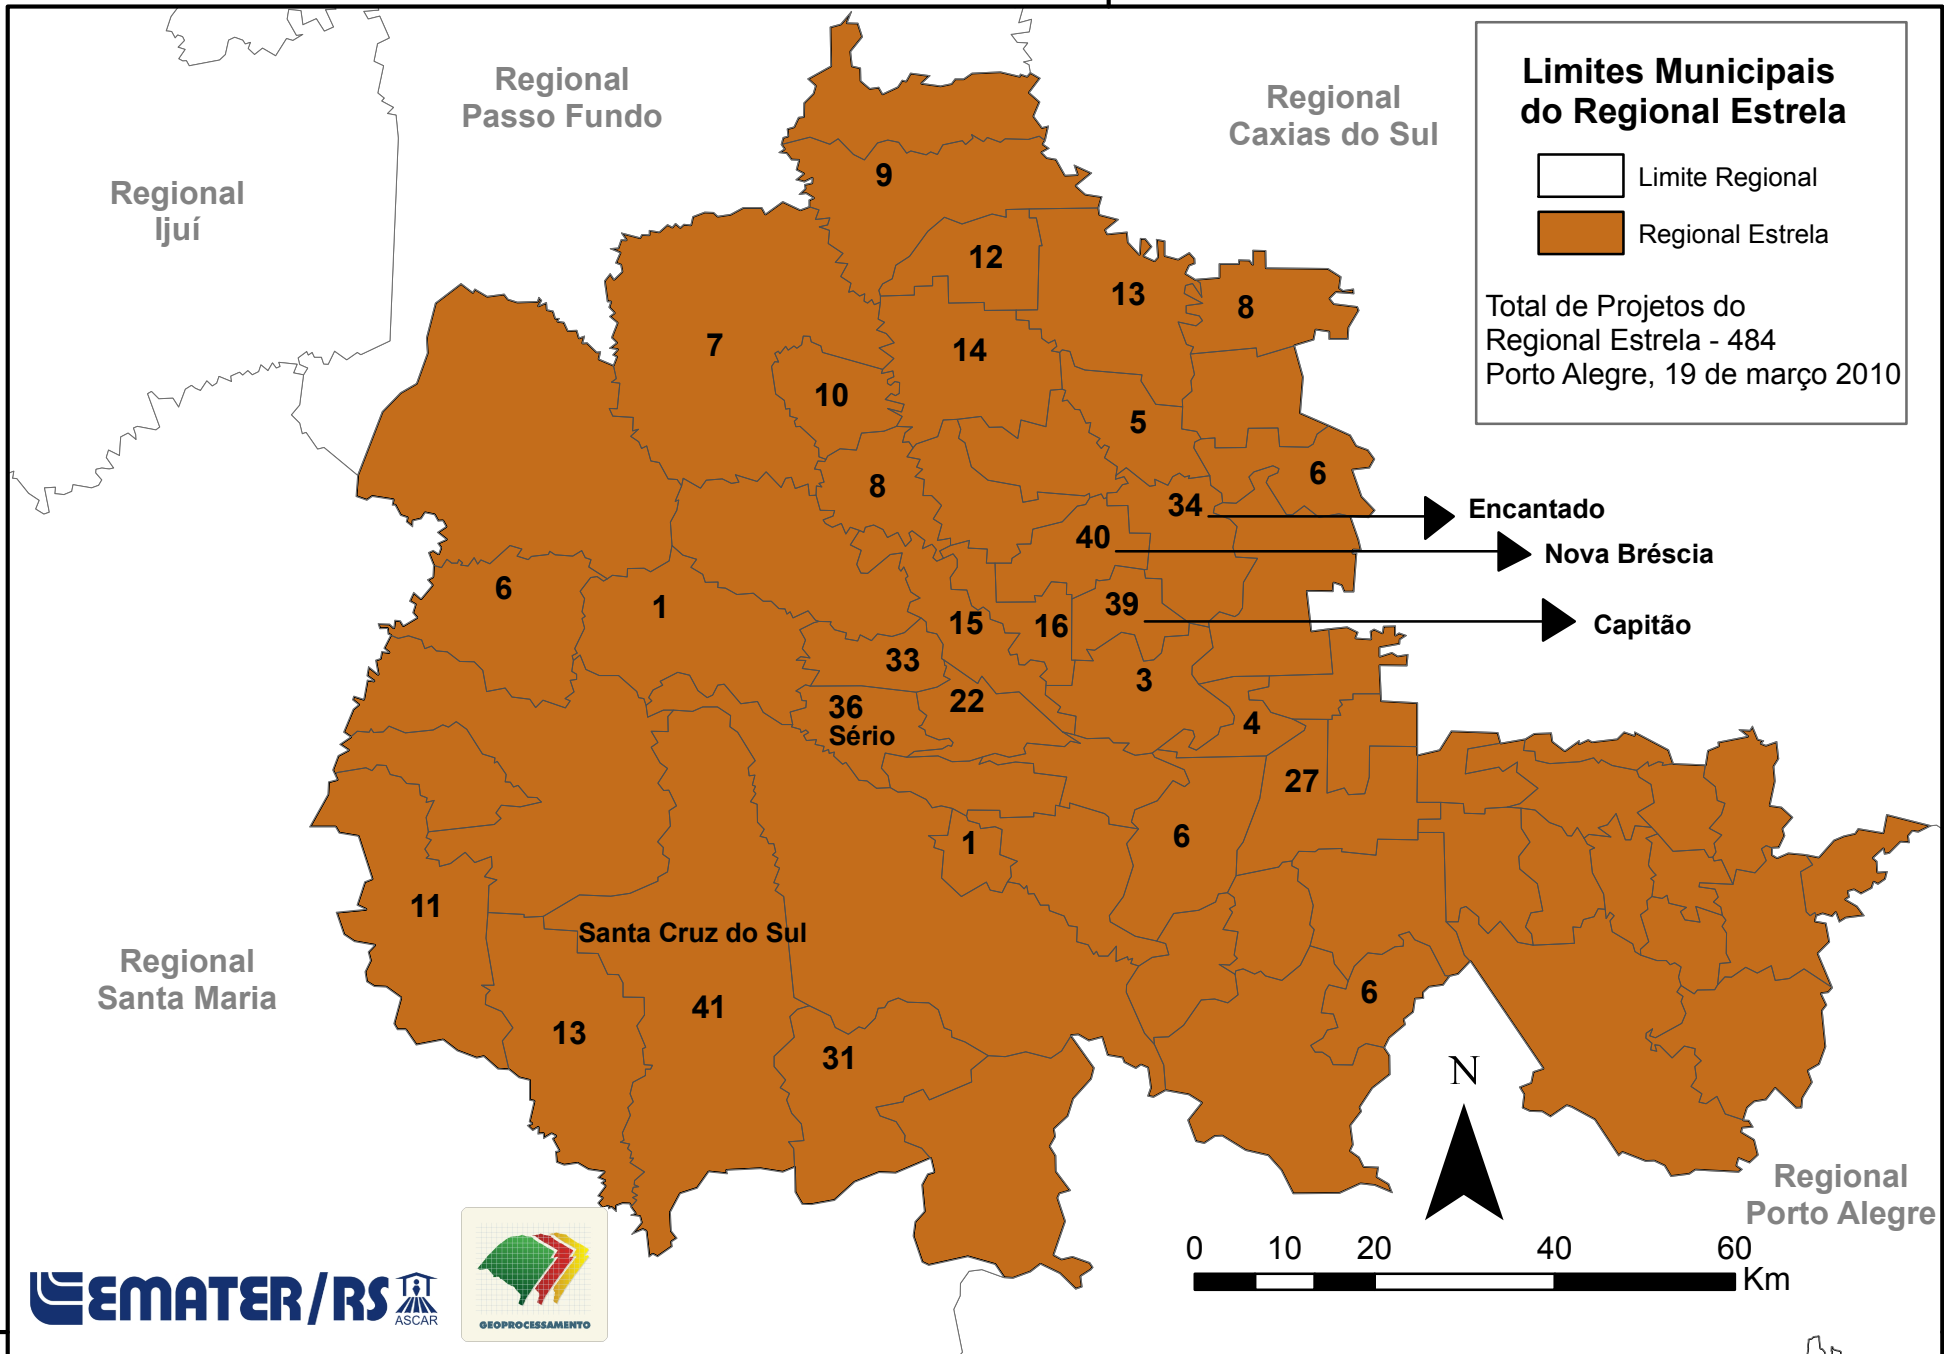 Limites Municipais
do Regional Estrela
Limite Regional
Regional Estrela
Total de Projetos do
Regional Estrela - 484
Porto Alegre, 19 de março 2010
Regional
Passo Fundo
Regional
Caxias do Sul
Regional
Ijuí
9
12
13
8
7
14
10
5
6
8
34
Encantado
40
Nova Bréscia
6
1
39
Capitão
15
16
33
3
36
Sério
22
4
27
1
6
11
Santa Cruz do Sul
Regional
Santa Maria
41
13
31
6
N
Regional
Porto Alegre
0 10 20 40 60
Km
EMATER/RS
ASCAR
GEOPROCESSAMENTO